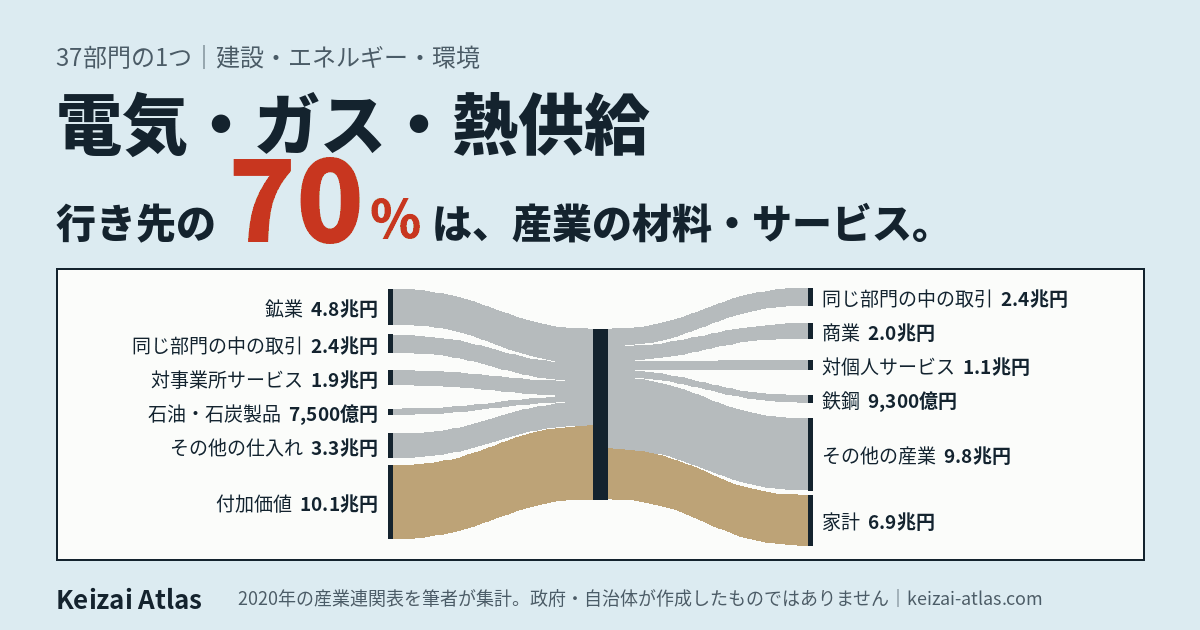 37部門の1つ｜建設・エネルギー・環境
電気・ガス・熱供給
行き先の 70% は、産業の材料・サービス。
鉱業 4.8兆円
同じ部門の中の取引 2.4兆円
対事業所サービス 1.9兆円
石油・石炭製品 7,500億円
その他の仕入れ 3.3兆円
付加価値 10.1兆円
同じ部門の中の取引 2.4兆円
商業 2.0兆円
対個人サービス 1.1兆円
鉄鋼 9,300億円
その他の産業 9.8兆円
家計 6.9兆円
Keizai Atlas 2020年の産業連関表を筆者が集計。政府・自治体が作成したものではありません｜keizai-atlas.com